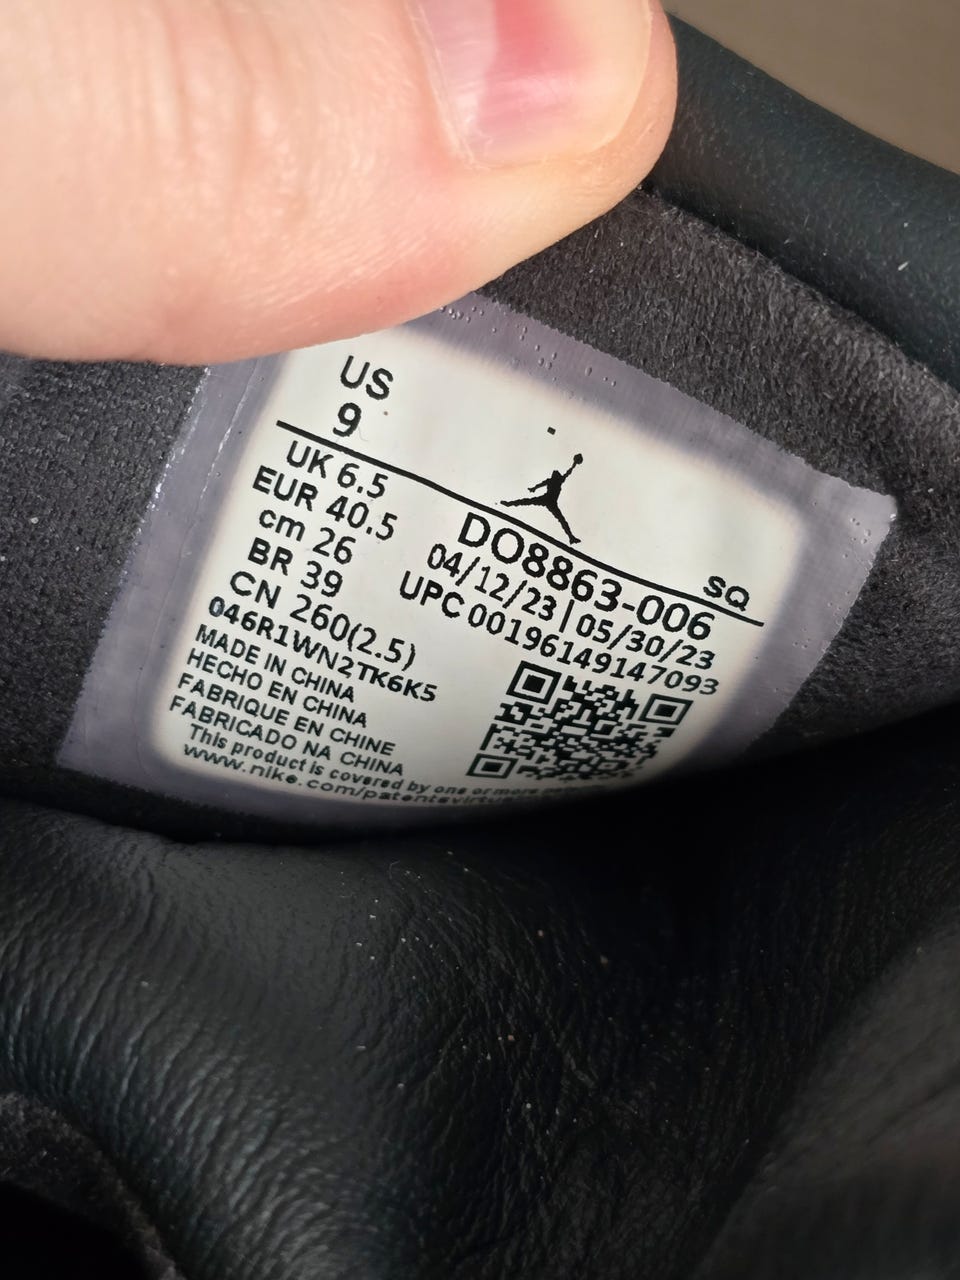 US
9
UK 6.5
EUR 40.5
cm 26
BR 39
CN 260(2.5)
046R1WN2TK6K5
MADE IN CHINA
HECHO EN CHINA
FABRIQUE EN CHINE
FABRICADO NA CHINA
This product is covered by one or more
www.nike.com/patents
SQ
DO8863-006
04/12/23 | 05/30/23
UPC 00196149147093